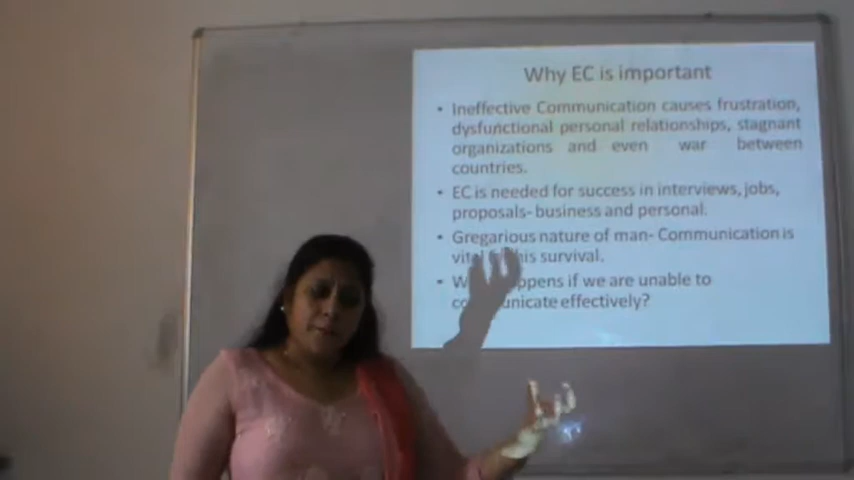 Why EC is important
• Ineffective Communication causes frustration,
dysfunctional personal relationships, stagnant
organizations and even war between
countries.
• EC is needed for success in interviews, jobs,
proposals- business and personal.
• Gregarious nature of man- Communication is
vital his survival.
• if we are unable to
effectively?